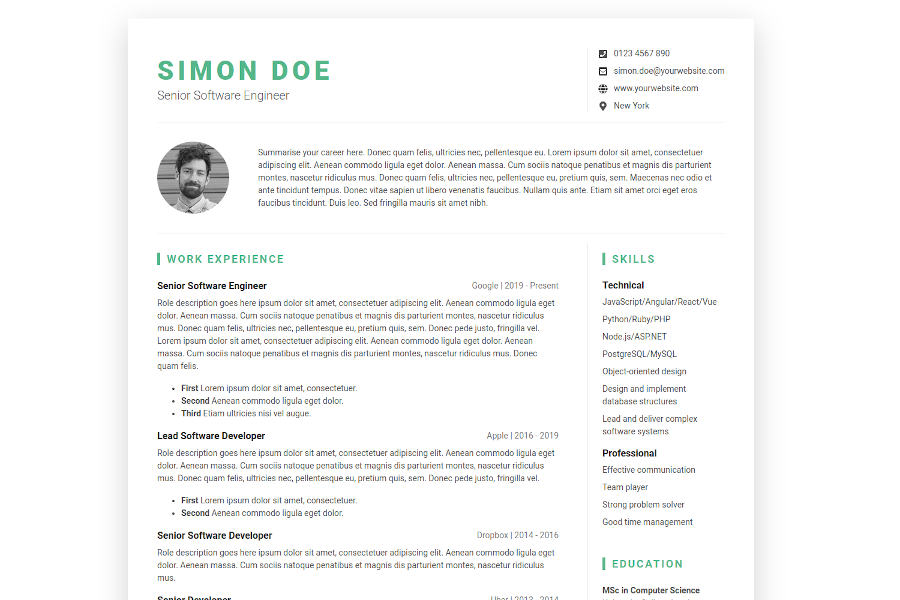 SIMON DOE
Senior Software Engineer
0123 4567 890
simon.doe@yourwebsite.com
www.yourwebsite.com
New York
Summarise your career here. Donec quam felis, ultricies nec, pellentesque eu. Lorem ipsum dolor sit amet, consectetuer
adipiscing elit. Aenean commodo ligula eget dolor. Aenean massa. Cum sociis natoque penatibus et magnis dis parturient
montes, nascetur ridiculus mus. Donec quam felis, ultricies nec, pellentesque eu, pretium quis, sem. Maecenas nec odio et
ante tincidunt tempus. Donec vitae sapien ut libero venenatis faucibus. Nullam quis ante. Etiam sit amet orci eget eros
faucibus tincidunt. Duis leo. Sed fringilla mauris sit amet nibh.
WORK EXPERIENCE
Senior Software Engineer
Google | 2019 - Present
Role description goes here ipsum dolor sit amet, consectetuer adipiscing elit. Aenean commodo ligula eget
dolor. Aenean massa. Cum sociis natoque penatibus et magnis dis parturient montes, nascetur ridiculus
mus. Donec quam felis, ultricies nec, pellentesque eu, pretium quis, sem. Donec pede justo, fringilla vel.
Lorem ipsum dolor sit amet, consectetuer adipiscing elit. Aenean commodo ligula eget dolor. Aenean
massa. Cum sociis natoque penatibus et magnis dis parturient montes, nascetur ridiculus mus. Donec
quam felis.
• First Lorem ipsum dolor sit amet, consectetuer.
• Second Aenean commodo ligula eget dolor.
• Third Etiam ultricies nisi vel augue.
Lead Software Developer
Apple | 2016 - 2019
Role description goes here ipsum dolor sit amet, consectetuer adipiscing elit. Aenean commodo ligula eget
dolor. Aenean massa. Cum sociis natoque penatibus et magnis dis parturient montes, nascetur ridiculus
mus. Donec quam felis, ultricies nec, pellentesque eu, pretium quis, sem. Donec pede justo, fringilla vel.
• First Lorem ipsum dolor sit amet, consectetuer.
• Second Aenean commodo ligula eget dolor.
Senior Software Developer
Dropbox | 2014 - 2016
Role description goes here ipsum dolor sit amet, consectetuer adipiscing elit. Aenean commodo ligula eget
dolor. Aenean massa. Cum sociis natoque penatibus et magnis dis parturient montes, nascetur ridiculus
mus.
Senior Developer
Uber | 2013 - 2014
SKILLS
Technical
JavaScript/Angular/React/Vue
Python/Ruby/PHP
Node.js/ASP.NET
PostgreSQL/MySQL
Object-oriented design
Design and implement
database structures
Lead and deliver complex
software systems
Professional
Effective communication
Team player
Strong problem solver
Good time management
EDUCATION
MSc in Computer Science